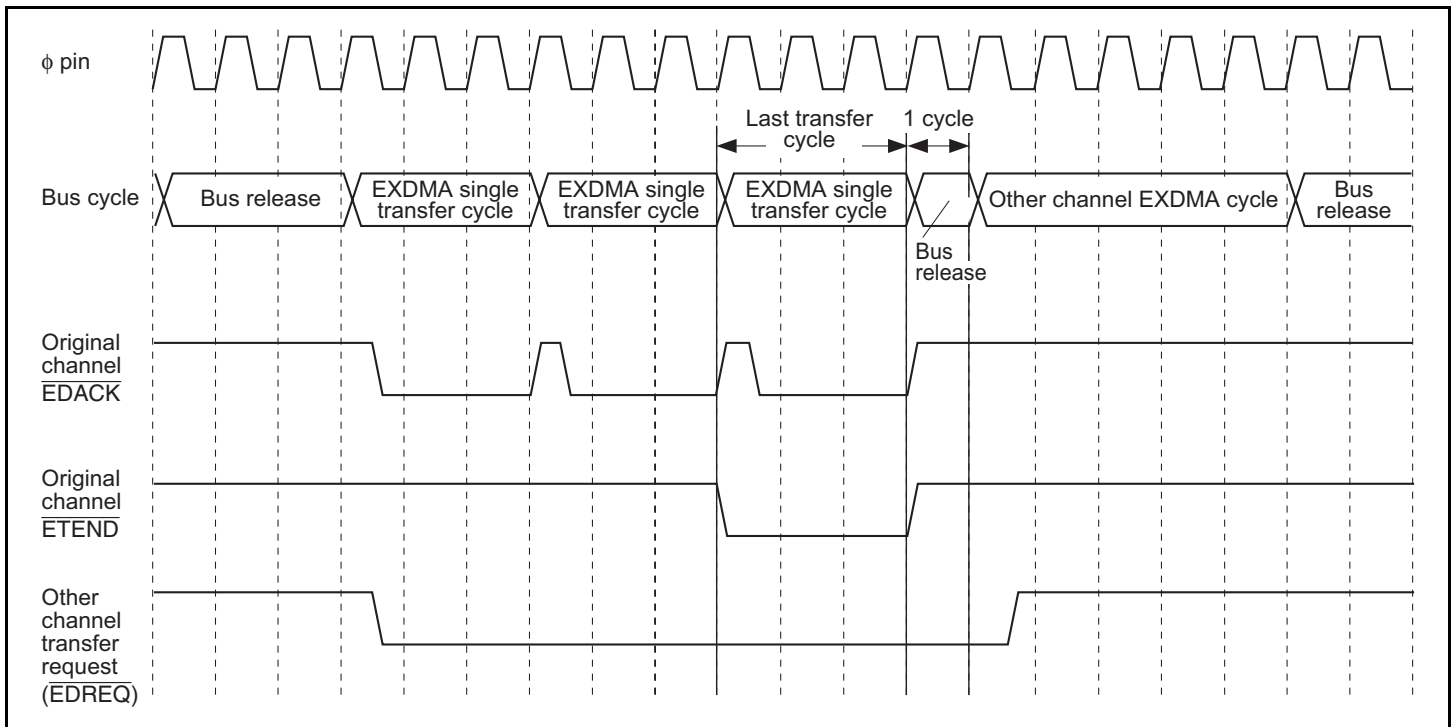 ϕ pin
Last transfer
cycle
1 cycle
Bus cycle
Bus release
EXDMA single
transfer cycle
EXDMA single
transfer cycle
EXDMA single
transfer cycle
Bus
release
Other channel EXDMA cycle
Bus
release
Original
channel
EDACK
Original
channel
ETEND
Other
channel
transfer
request
(EDREQ)